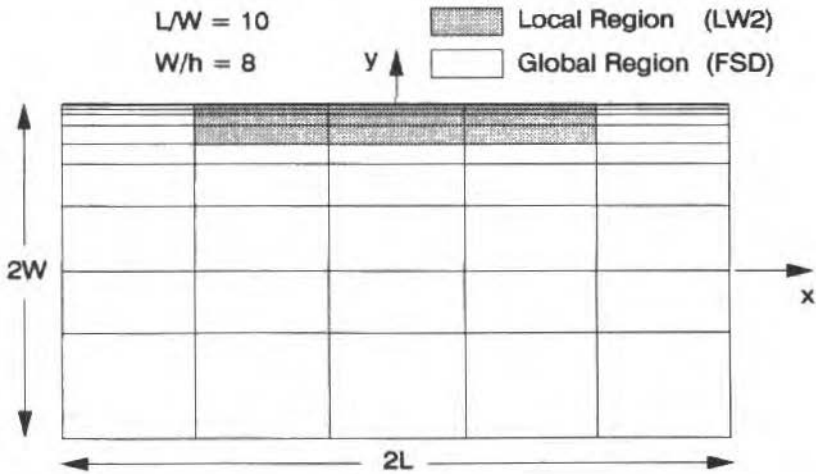 L/W = 10
Local Region (LW2)
W/h = 8
y
Global Region (FSD)
2W
x
2L